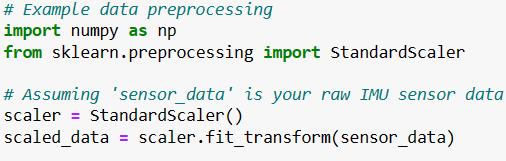 # Example data preprocessing
import numpy as np
from sklearn.preprocessing import StandardScaler

# Assuming 'sensor_data' is your raw IMU sensor data
scaler = StandardScaler()
scaled_data = scaler.fit_transform(sensor_data)